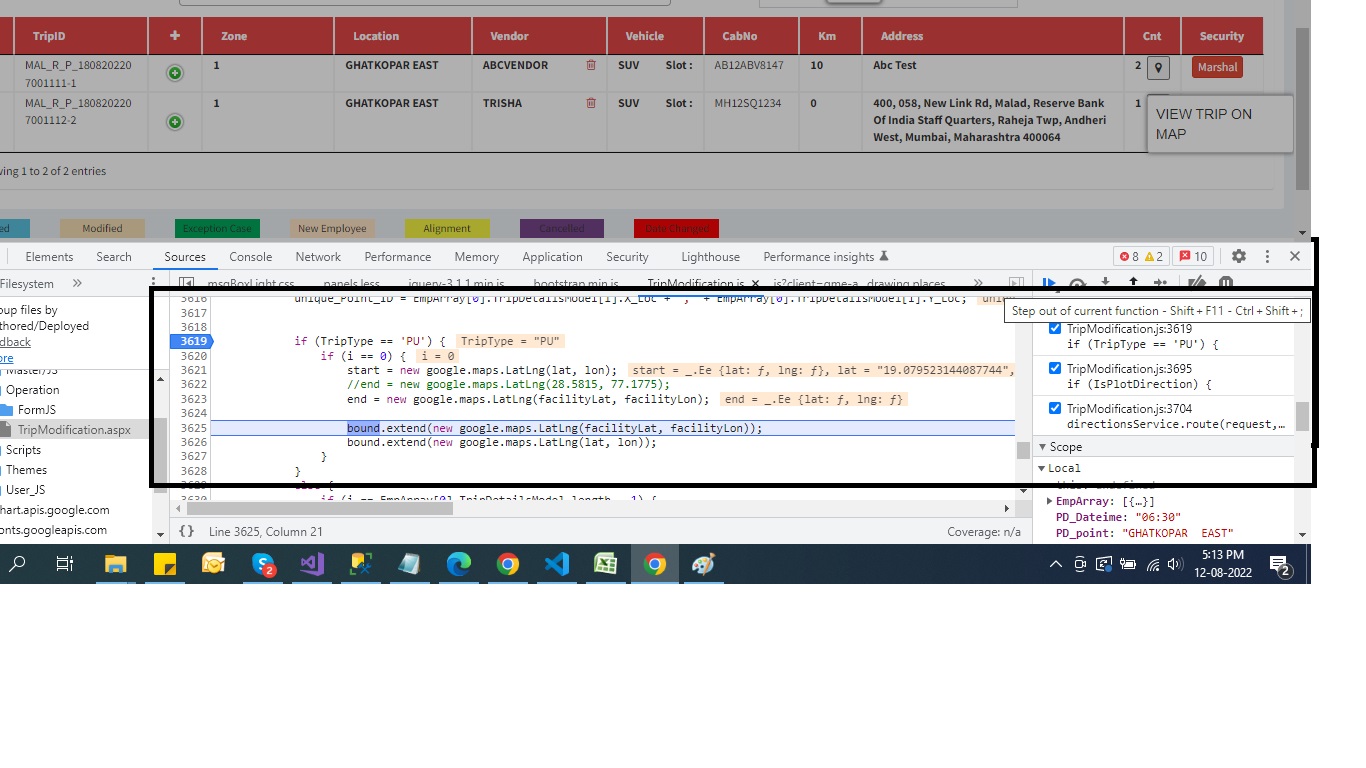 TripID + Zone Location Vendor Vehicle CabNo Km Address Cnt Security
MAL_R_P_180820220 1 GHATKOPAR EAST ABCVENDOR SUV Slot : AB12ABV8147 10 Abc Test 2 Marshal
7001111-1
MAL_R_P_180820220 1 GHATKOPAR EAST TRISHA SUV Slot : MH12SQ1234 0 400, 058, New Link Rd, Malad, Reserve Bank 1
7001112-2 Of India Staff Quarters, Raheja Twp, Andheri
West, Mumbai, Maharashtra 400064
VIEW TRIP ON
MAP
wing 1 to 2 of 2 entries
ed Modified Exception Case New Employee Alignment Cancelled Date Changed
Elements Search Sources Console Network Performance Memory Application Security Lighthouse Performance insights 8 2 10
Filesystem » msgBoxLight.css panels.less jquery-3.1.1.min.js bootstrap.min.js TripModification.js × js?client=gme-a...drawing,places »
oup files by
thored/Deployed
dback
ore
Master/JS
Operation
FormJS
TripModification.aspx
Scripts
Themes
User_JS
hart.apis.google.com
onts.googleapis.com
3616 unique_Point_ID = EmpArray[0].TripDetailsModel[i].X_Loc + ", " + EmpArray[0].TripDetailsModel[i].Y_Loc;
3617
3618
3619 if (TripType == 'PU') { TripType = "PU"
3620 if (i == 0) { i = 0
3621 start = new google.maps.LatLng(lat, lon); start = _.Ee {lat: ƒ, lng: ƒ}, lat = "19.079523144087744",
3622 //end = new google.maps.LatLng(28.5815, 77.1775);
3623 end = new google.maps.LatLng(facilityLat, facilityLon); end = _.Ee {lat: ƒ, lng: ƒ}
3624
3625 bound.extend(new google.maps.LatLng(facilityLat, facilityLon));
3626 bound.extend(new google.maps.LatLng(lat, lon));
3627 }
3628 }
3629 else {
3630 if (i == EmpArray[0].TripDetailsModel.length - 1) {
{} Line 3625, Column 21 Coverage: n/a
Step out of current function - Shift + F11 - Ctrl + Shift + ;
TripModification.js:3619
if (TripType == 'PU') {
TripModification.js:3695
if (IsPlotDirection) {
TripModification.js:3704
directionsService.route(request,…
Scope
Local
this: undefined
EmpArray: [{…}]
PD_Dateime: "06:30"
PD_point: "GHATKOPAR EAST"
2
5:13 PM
12-08-2022
2